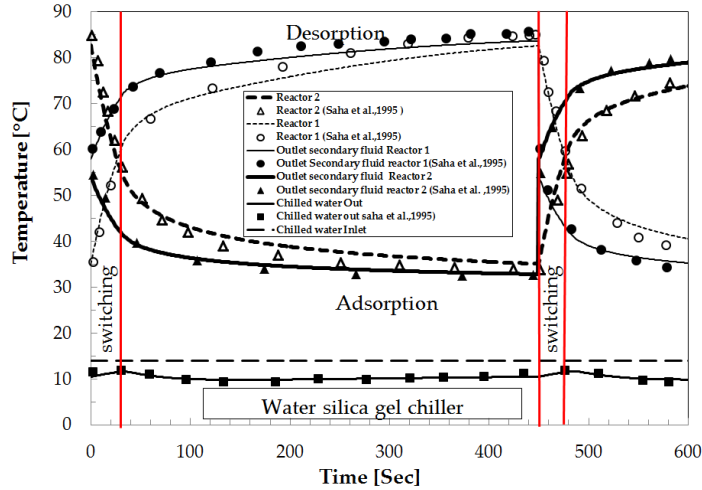 90
80
70
60
50
40
30
20
10
0
Temperature [°C]
Desorption
Reactor 2
Reactor 2 (Saha et al.,1995 )
Reactor 1
Reactor 1 (Saha et al.,1995)
Outlet secondary fluid Reactor 1
Outlet Secondary fluid reactor 1(Saha et al.,1995)
Outlet secondary fluid Reactor 2
Outlet secondary fluid reactor 2 (Saha et al. ,1995)
Chilled water Out
Chilled water out saha et al.,1995)
Chilled water Inlet
switching
switching
Adsorption
Water silica gel chiller
0 100 200 300 400 500 600
Time [Sec]